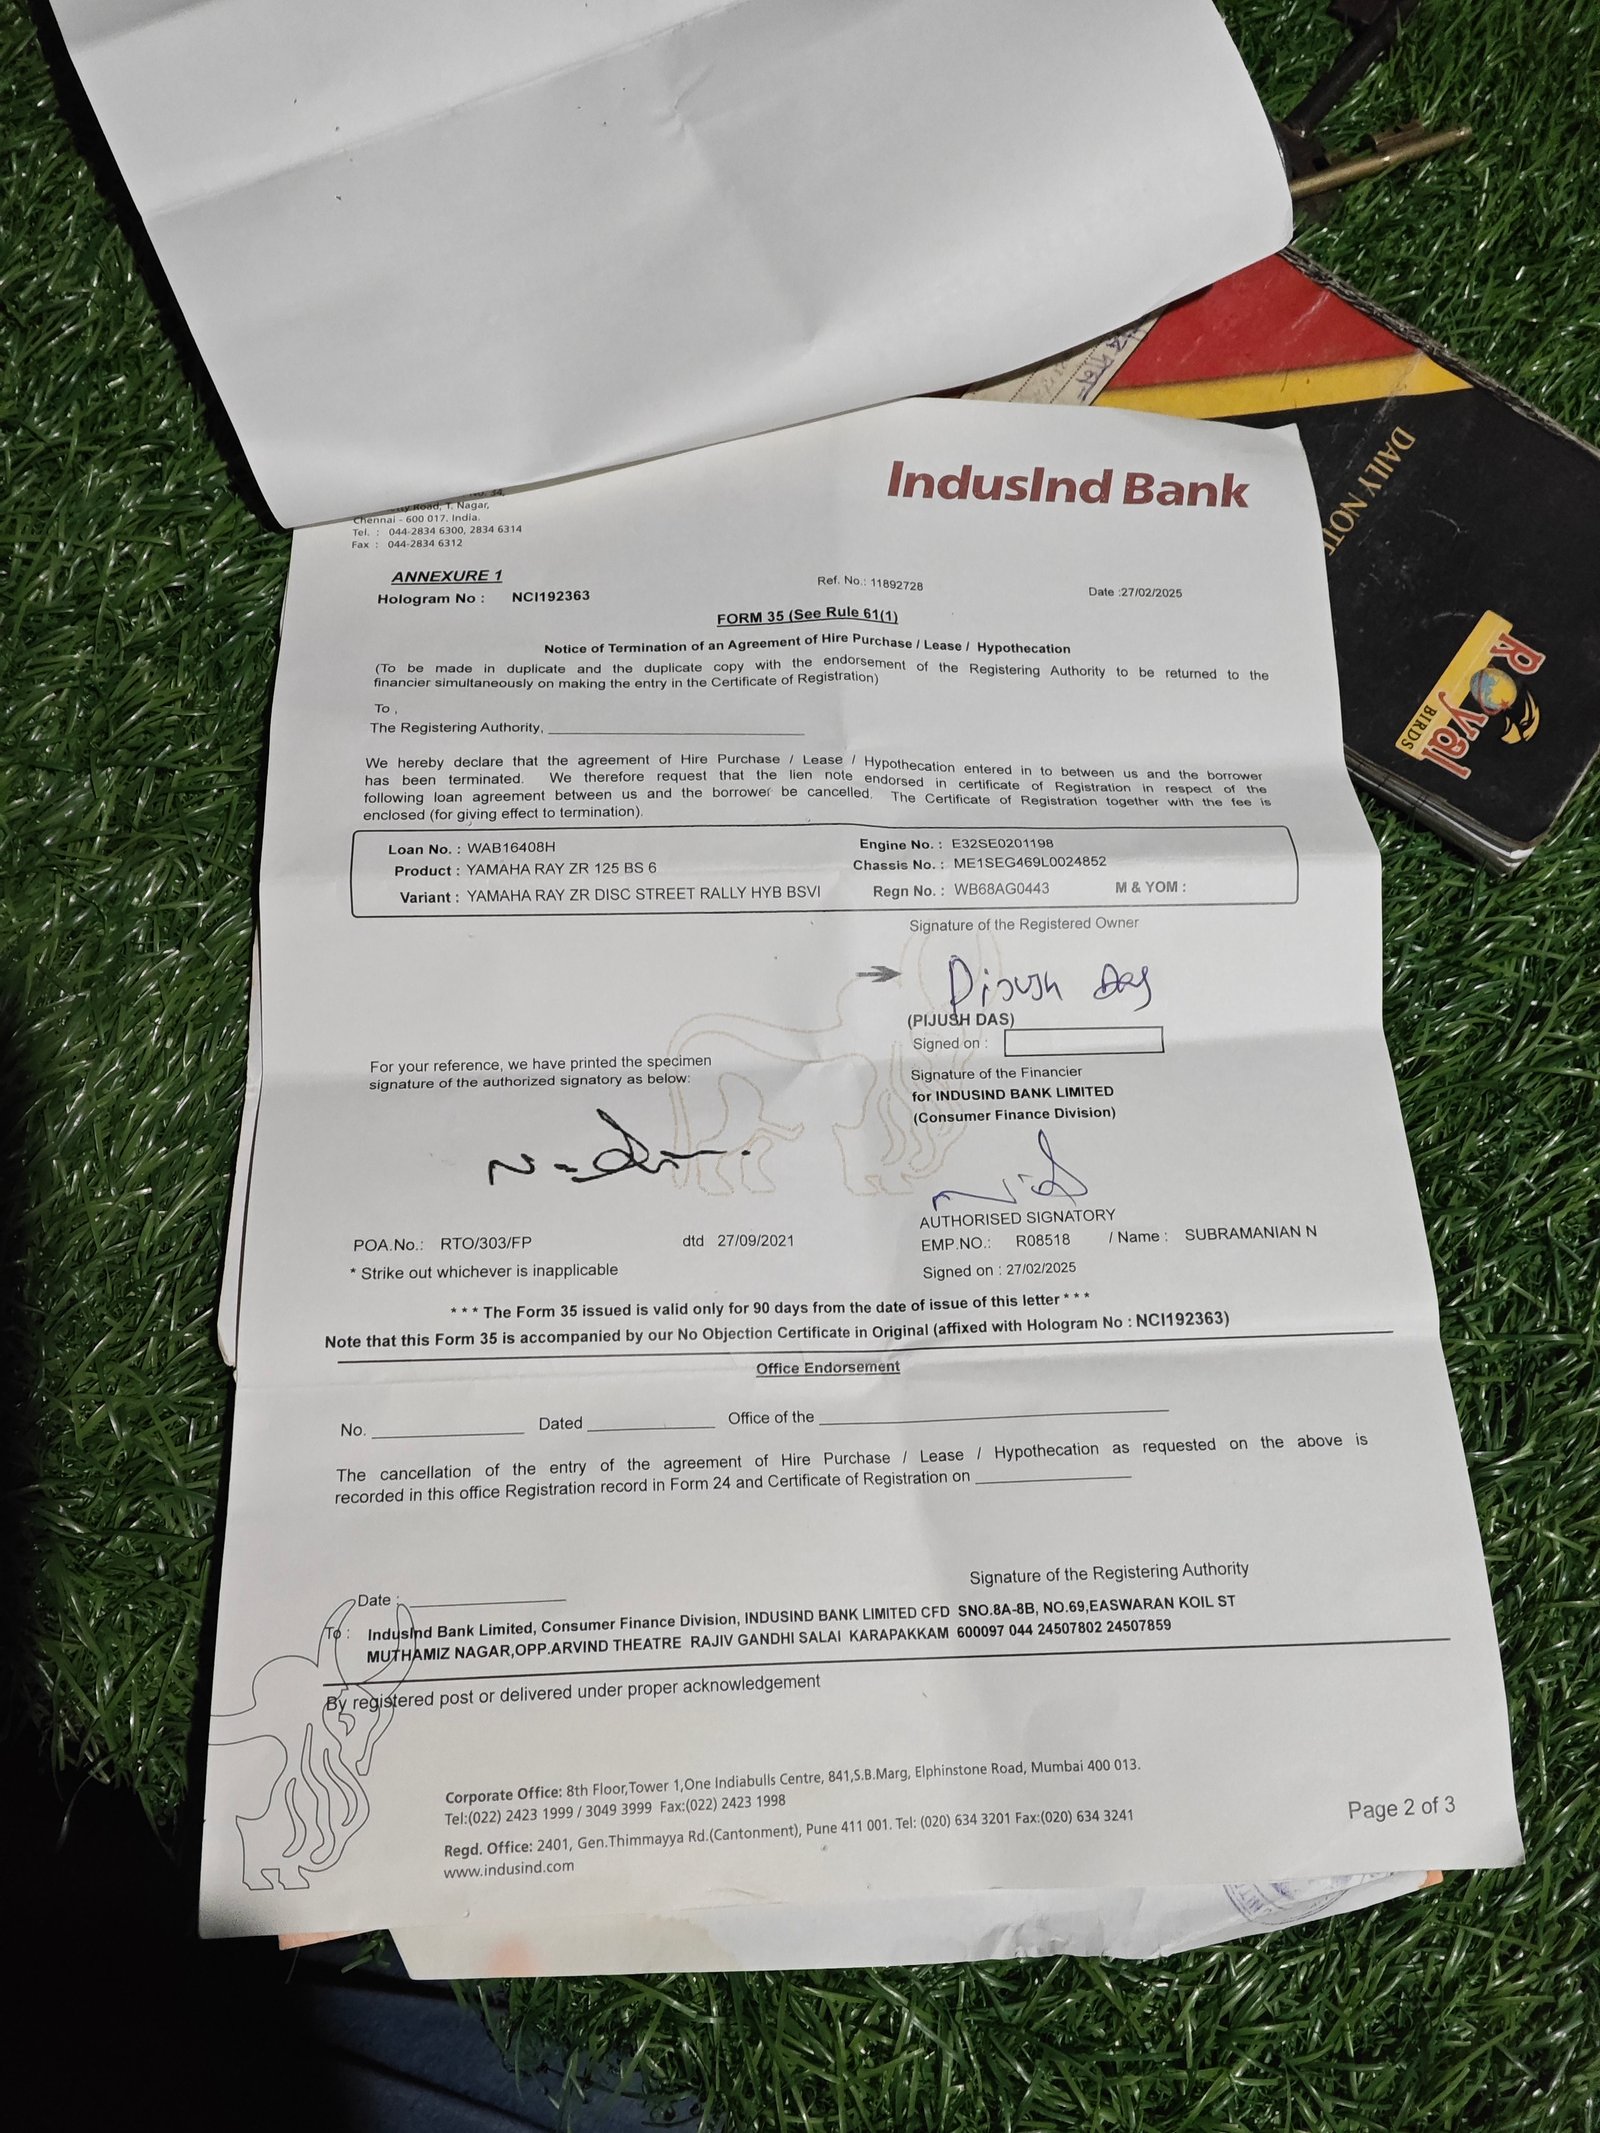 IndusInd Bank
Road, T. Nagar,
Chennai - 600 017. India.
Tel. : 044-2834 6300, 2834 6314
Fax : 044-2834 6312
ANNEXURE 1
Hologram No : NCI192363
Ref. No.: 11892728
Date :27/02/2025
FORM 35 (See Rule 61(1)
Notice of Termination of an Agreement of Hire Purchase / Lease / Hypothecation
(To be made in duplicate and the duplicate copy with the endorsement of the Registering Authority to be returned to the
financier simultaneously on making the entry in the Certificate of Registration)
To ,
The Registering Authority,
We hereby declare that the agreement of Hire Purchase / Lease / Hypothecation entered in to between us and the borrower
has been terminated. We therefore request that the lien note endorsed in certificate of Registration in respect of the
following loan agreement between us and the borrower be cancelled. The Certificate of Registration together with the fee is
enclosed (for giving effect to termination).
Loan No. : WAB16408H Engine No. : E32SE0201198
Product : YAMAHA RAY ZR 125 BS 6 Chassis No. : ME1SEG469L0024852
Variant : YAMAHA RAY ZR DISC STREET RALLY HYB BSVI Regn No. : WB68AG0443 M & YOM :
Signature of the Registered Owner
Pijush Das
(PIJUSH DAS)
Signed on :
For your reference, we have printed the specimen
signature of the authorized signatory as below:
Signature of the Financier
for INDUSIND BANK LIMITED
(Consumer Finance Division)
AUTHORISED SIGNATORY
POA.No.: RTO/303/FP dtd 27/09/2021 EMP.NO.: R08518 / Name : SUBRAMANIAN N
* Strike out whichever is inapplicable Signed on : 27/02/2025
* * * The Form 35 issued is valid only for 90 days from the date of issue of this letter * * *
Note that this Form 35 is accompanied by our No Objection Certificate in Original (affixed with Hologram No : NCI192363)
Office Endorsement
No. Dated Office of the
The cancellation of the entry of the agreement of Hire Purchase / Lease / Hypothecation as requested on the above is
recorded in this office Registration record in Form 24 and Certificate of Registration on
Signature of the Registering Authority
Date :
To : IndusInd Bank Limited, Consumer Finance Division, INDUSIND BANK LIMITED CFD SNO.8A-8B, NO.69,EASWARAN KOIL ST
MUTHAMIZ NAGAR,OPP.ARVIND THEATRE RAJIV GANDHI SALAI KARAPAKKAM 600097 044 24507802 24507859
By registered post or delivered under proper acknowledgement
Corporate Office: 8th Floor,Tower 1,One Indiabulls Centre, 841,S.B.Marg, Elphinstone Road, Mumbai 400 013.
Tel:(022) 2423 1999 / 3049 3999 Fax:(022) 2423 1998
Regd. Office: 2401, Gen.Thimmayya Rd.(Cantonment), Pune 411 001. Tel: (020) 634 3201 Fax:(020) 634 3241
www.indusind.com
Page 2 of 3
DAILY NOTE
Royal
BIRDS